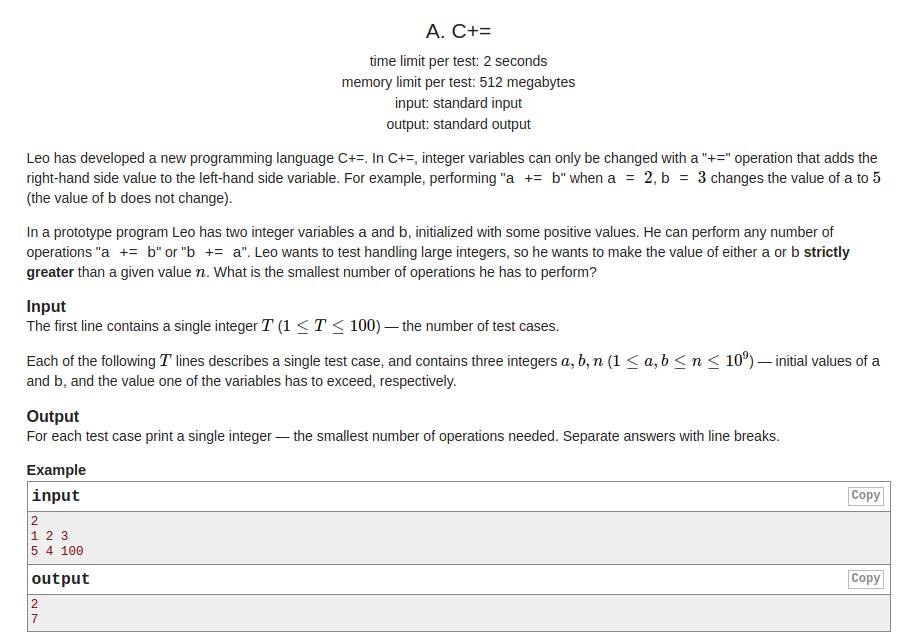 A. C+=
time limit per test: 2 seconds
memory limit per test: 512 megabytes
input: standard input
output: standard output
Leo has developed a new programming language C+=. In C+=, integer variables can only be changed with a "+=" operation that adds the
right-hand side value to the left-hand side variable. For example, performing "a += b" when a = 2, b = 3 changes the value of a to 5
(the value of b does not change).
In a prototype program Leo has two integer variables a and b, initialized with some positive values. He can perform any number of
operations "a += b" or "b += a". Leo wants to test handling large integers, so he wants to make the value of either a or b strictly
greater than a given value n. What is the smallest number of operations he has to perform?
Input
The first line contains a single integer T (1 ≤ T ≤ 100) — the number of test cases.
Each of the following T lines describes a single test case, and contains three integers a, b, n (1 ≤ a, b ≤ n ≤ 10⁹) — initial values of a
and b, and the value one of the variables has to exceed, respectively.
Output
For each test case print a single integer — the smallest number of operations needed. Separate answers with line breaks.
Example
input Copy
2
1 2 3
5 4 100
output Copy
2
7